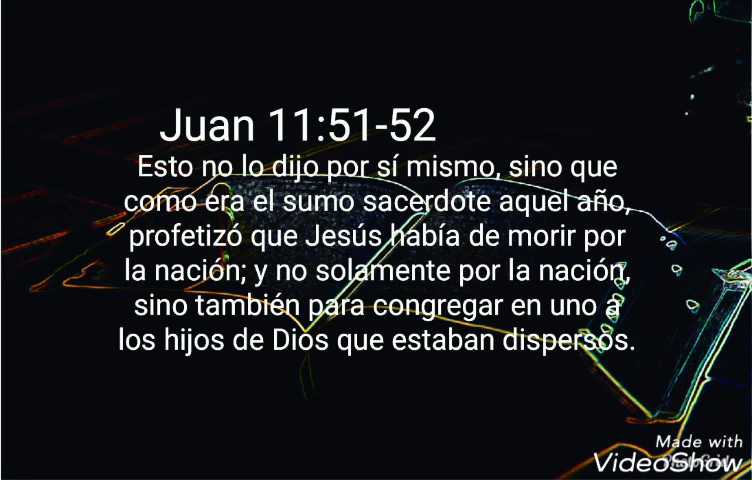 Juan 11:51-52
Esto no lo dijo por sí mismo, sino que
como era el sumo sacerdote aquel año,
profetizó que Jesús había de morir por
la nación; y no solamente por la nación,
sino también para congregar en uno a
los hijos de Dios que estaban dispersos.
Made with
VideoShow
PhotoGrid